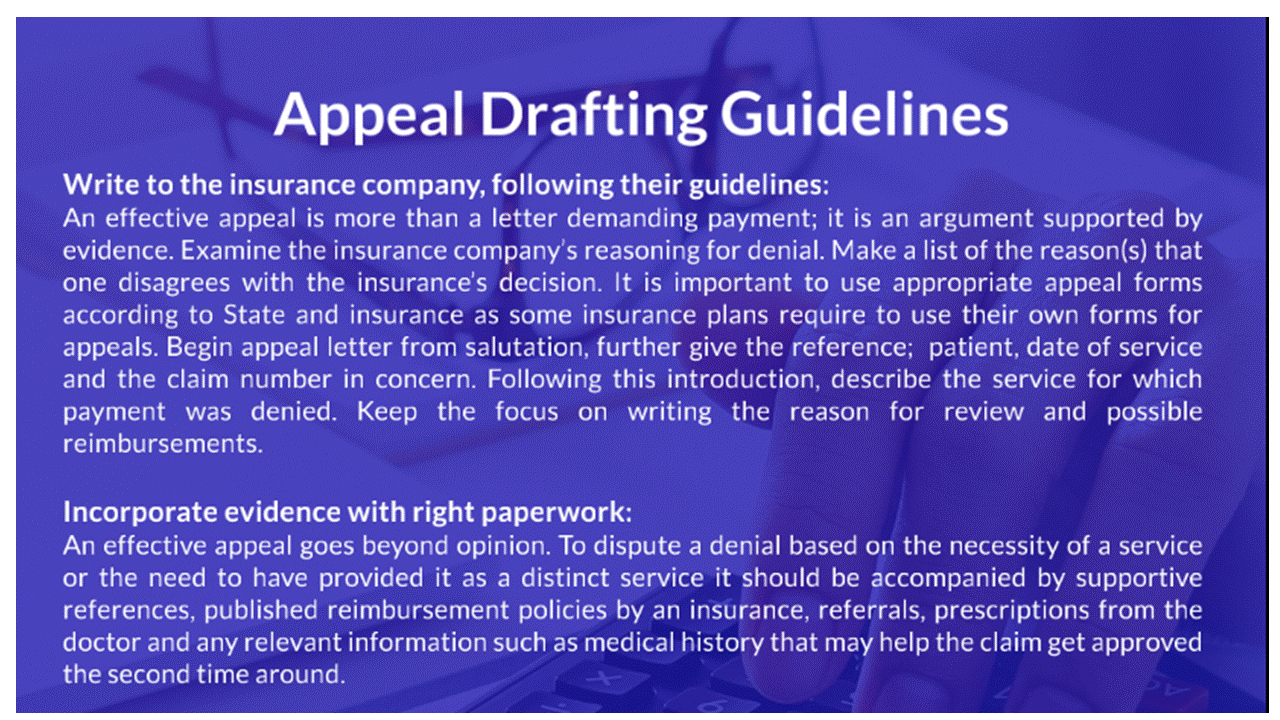 Appeal Drafting Guidelines
Write to the insurance company, following their guidelines:
An effective appeal is more than a letter demanding payment; it is an argument supported by
evidence. Examine the insurance company's reasoning for denial. Make a list of the reason(s) that
one disagrees with the insurance's decision. It is important to use appropriate appeal forms
according to State and insurance as some insurance plans require to use their own forms for
appeals. Begin appeal letter from salutation, further give the reference; patient, date of service
and the claim number in concern. Following this introduction, describe the service for which
payment was denied. Keep the focus on writing the reason for review and possible
reimbursements.
Incorporate evidence with right paperwork:
An effective appeal goes beyond opinion. To dispute a denial based on the necessity of a service
or the need to have provided it as a distinct service it should be accompanied by supportive
references, published reimbursement policies by an insurance, referrals, prescriptions from the
doctor and any relevant information such as medical history that may help the claim get approved
the second time around.